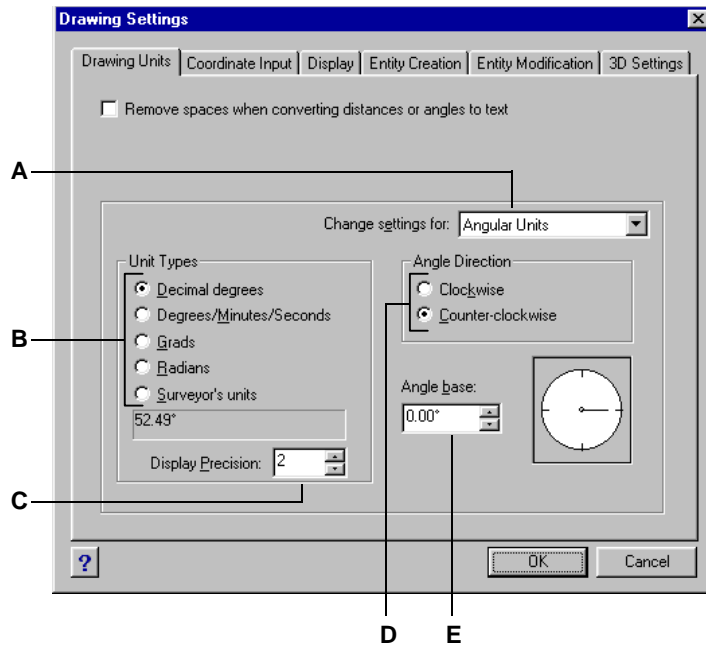 Drawing Settings
Drawing Units Coordinate Input Display Entity Creation Entity Modification 3D Settings
Remove spaces when converting distances or angles to text
A
Change settings for: Angular Units
Unit Types
Decimal degrees
Degrees/Minutes/Seconds
Grads
Radians
Surveyor's units
52.49°
Display Precision: 2
B
C
Angle Direction
Clockwise
Counter-clockwise
Angle base:
0.00°
? OK Cancel
D E